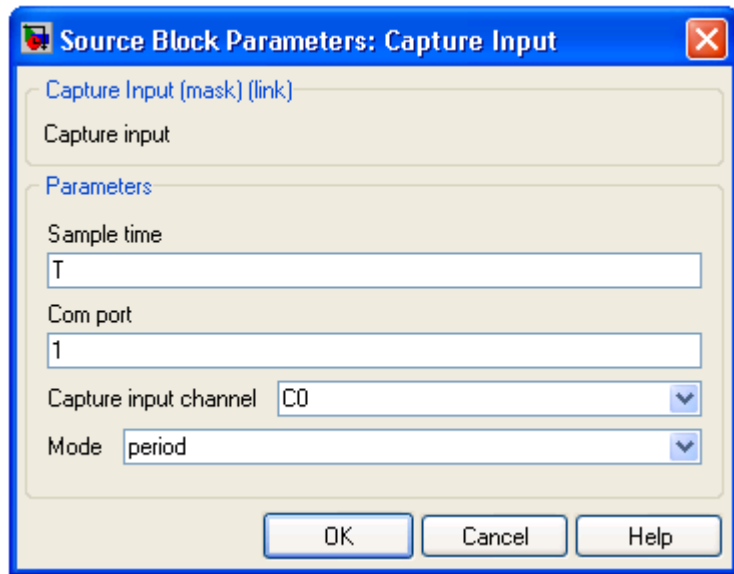 Source Block Parameters: Capture Input
Capture Input (mask) (link)
Capture input
Parameters
Sample time
T
Com port
1
Capture input channel C0
Mode period
OK Cancel Help